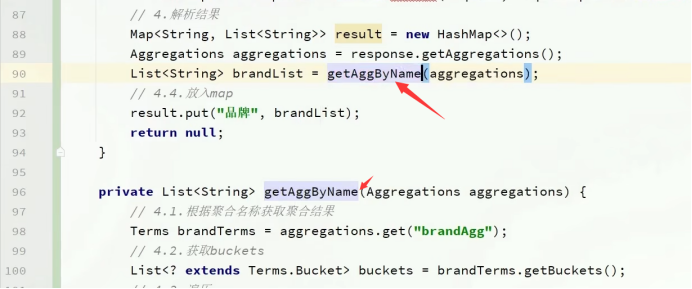 87 // 4.解析结果
88 Map<String, List<String>> result = new HashMap<>();
89 Aggregations aggregations = response.getAggregations();
90 List<String> brandList = getAggByName(aggregations);
91 // 4.4.放入map
92 result.put("品牌", brandList);
93 return null;
94 }
95
96 private List<String> getAggByName(Aggregations aggregations) {
97 // 4.1.根据聚合名称获取聚合结果
98 Terms brandTerms = aggregations.get("brandAgg");
99 // 4.2.获取buckets
100 List<? extends Terms.Bucket> buckets = brandTerms.getBuckets();